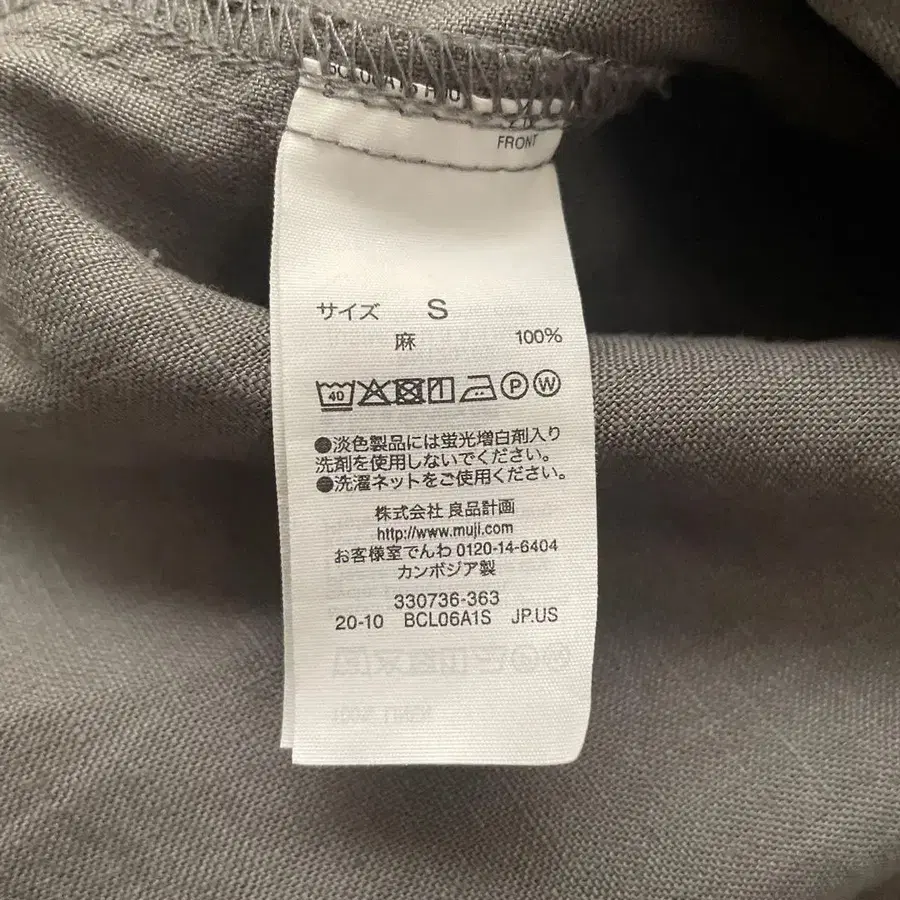 FRONT
サイズ S
麻 100%
40 P W
●淡色製品には蛍光増白剤入り
洗剤を使用しないでください。
●洗濯ネットをご使用ください。
株式会社 良品計画
http://www.muji.com
お客様室でんわ 0120-14-6404
カンボジア製
330736-363
20-10 BCL06A1S JP.US